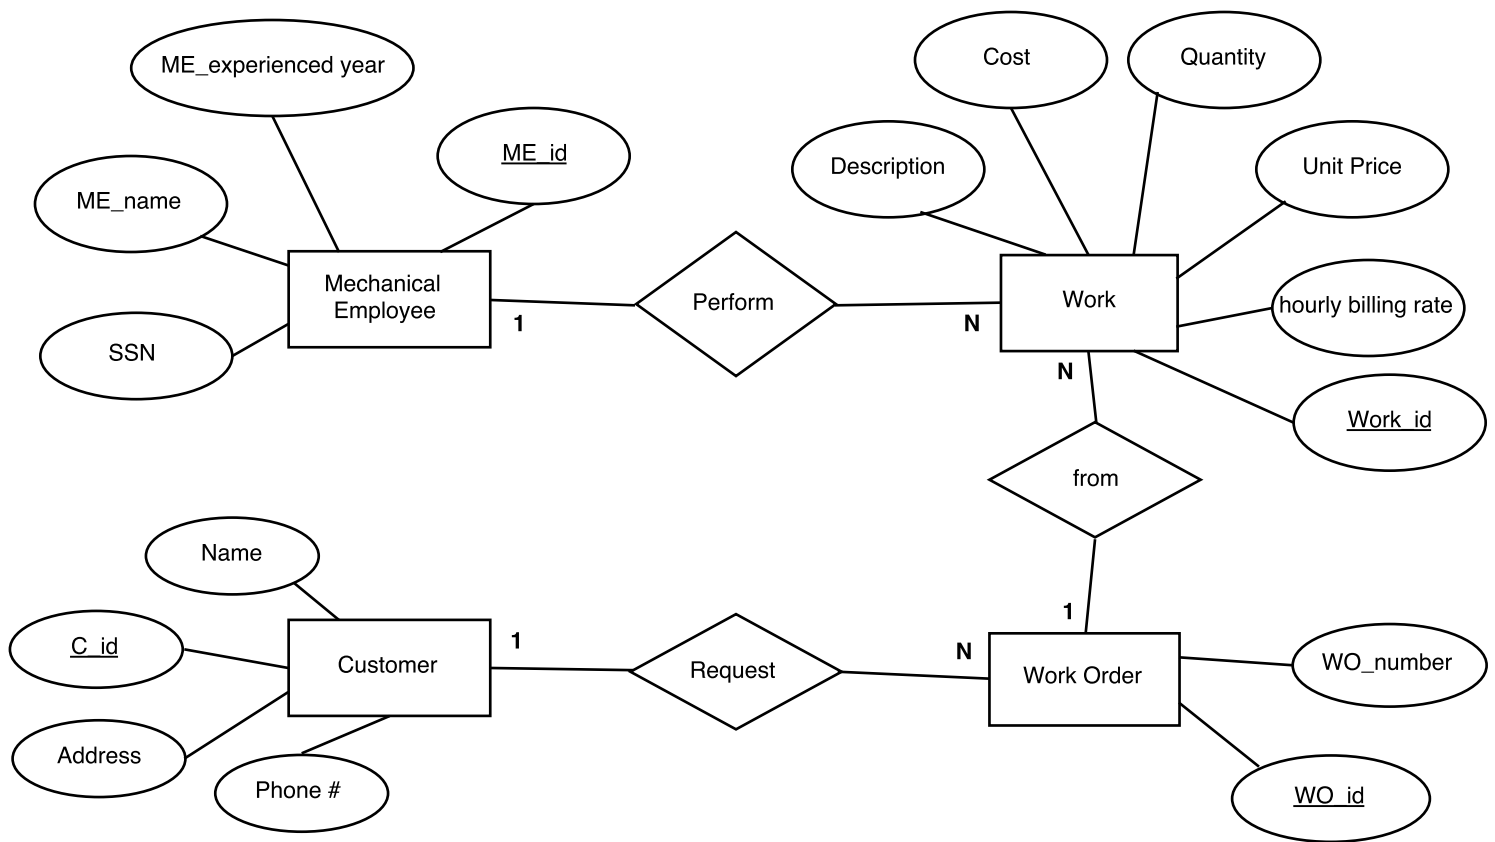 ME_experienced year
Cost
Quantity
ME_id
Description
Unit Price
ME_name
Mechanical
Employee
Perform
Work
hourly billing rate
1
N
SSN
N
Work_id
from
Name
1
1
N
C_id
Customer
Request
Work Order
WO_number
Address
Phone #
WO_id